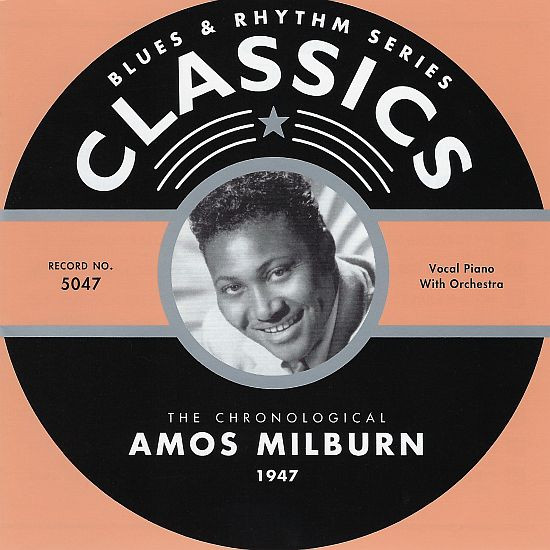 BLUES & RHYTHM SERIES
CLASSICS
RECORD NO.
5047
Vocal Piano
With Orchestra
THE CHRONOLOGICAL
AMOS MILBURN
1947